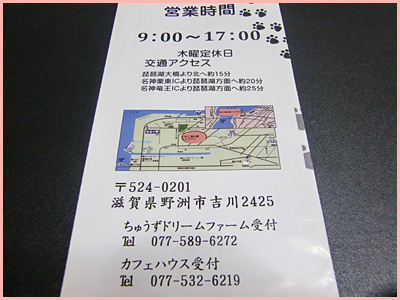 営業時間
9:00〜17:00
木曜定休日
交通アクセス
琵琶湖大橋より北へ約15分
名神栗東ICより琵琶湖方面へ約20分
名神竜王ICより琵琶湖方面へ約25分
〒524-0201
滋賀県野洲市吉川2425
ちゅうずドリームファーム受付
℡ 077-589-6272
カフェハウス受付
℡ 077-532-6219